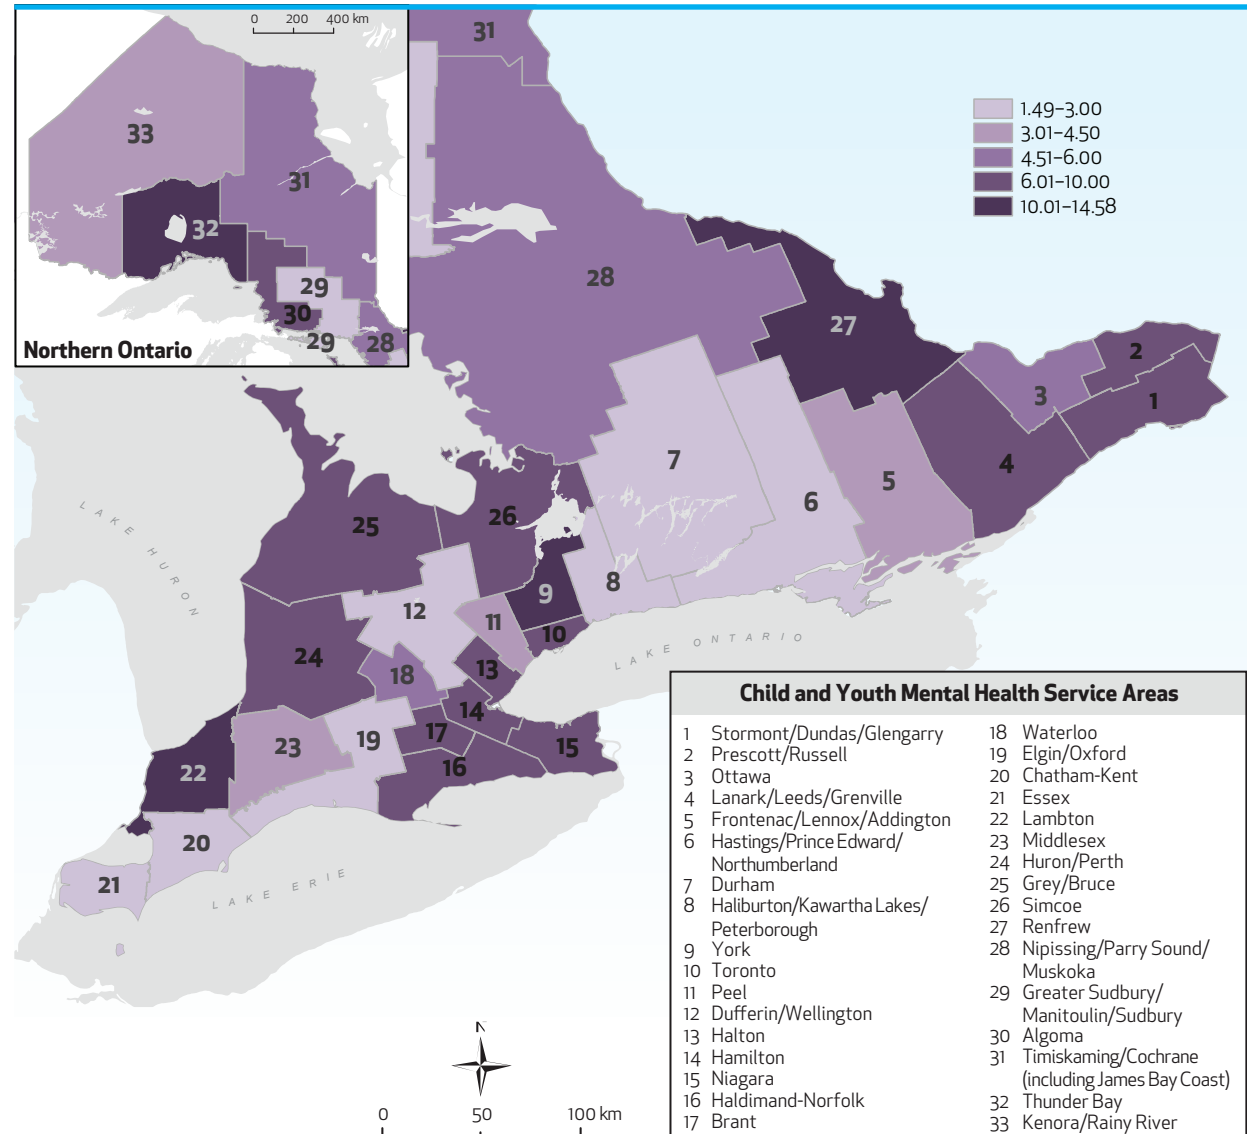 0 200 400 km
31
33
31
32
29
30
29
28
Northern Ontario
1.49–3.00
3.01–4.50
4.51–6.00
6.01–10.00
10.01–14.58
28
27
2
3
1
7
4
5
6
26
25
LAKE HURON
8
9
12
11
10
LAKE ONTARIO
24
13
18
14
17
19
23
15
16
22
20
21
LAKE ERIE
Child and Youth Mental Health Service Areas
1 Stormont/Dundas/Glengarry
2 Prescott/Russell
3 Ottawa
4 Lanark/Leeds/Grenville
5 Frontenac/Lennox/Addington
6 Hastings/Prince Edward/
Northumberland
7 Durham
8 Haliburton/Kawartha Lakes/
Peterborough
9 York
10 Toronto
11 Peel
12 Dufferin/Wellington
13 Halton
14 Hamilton
15 Niagara
16 Haldimand-Norfolk
17 Brant
18 Waterloo
19 Elgin/Oxford
20 Chatham-Kent
21 Essex
22 Lambton
23 Middlesex
24 Huron/Perth
25 Grey/Bruce
26 Simcoe
27 Renfrew
28 Nipissing/Parry Sound/
Muskoka
29 Greater Sudbury/
Manitoulin/Sudbury
30 Algoma
31 Timiskaming/Cochrane
(including James Bay Coast)
32 Thunder Bay
33 Kenora/Rainy River
N
0 50 100 km